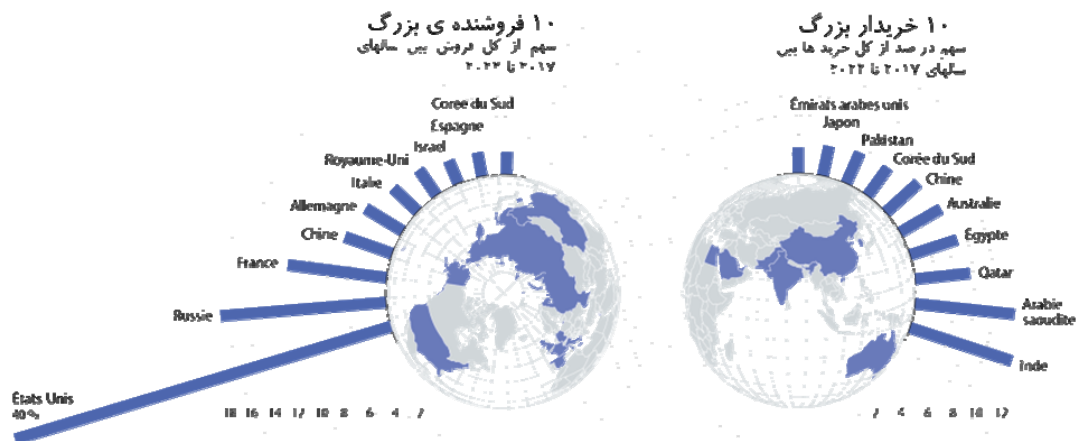 ۱۰ فروشنده ی بزرگ
سهم از کل فروش بین سالهای
۲۰۱۷ تا ۲۰۲۲
Corée du Sud
Espagne
Israel
Royaume-Uni
Italie
Allemagne
Chine
France
Russie
États Unis
40 %
18 16 14 12 10 8 6 4 2
۱۰ خریدار بزرگ
سهم در صد از کل خرید ها بین
سالهای ۲۰۱۷ تا ۲۰۲۲
Émirats arabes unis
Japon
Pakistan
Corée du Sud
Chine
Australie
Egypte
Qatar
Arabie
saoudite
Inde
2 4 6 8 10 12